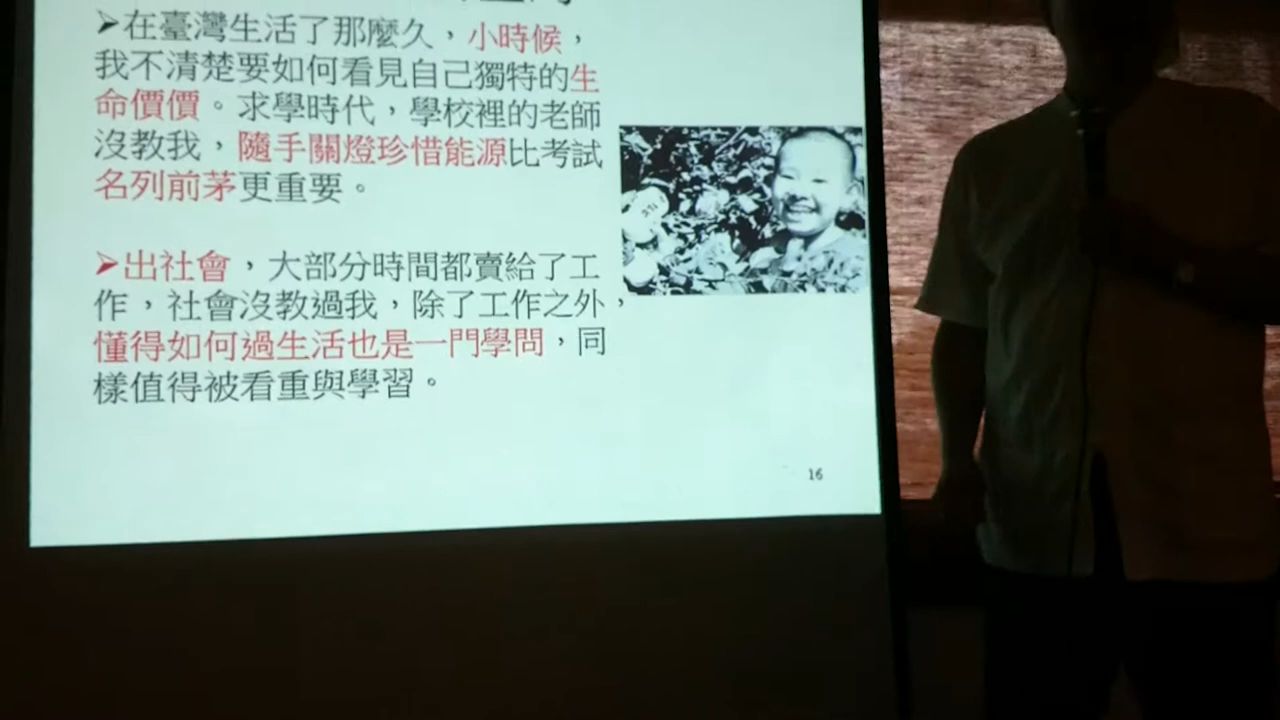 ➢在臺灣生活了那麼久，小時候，
我不清楚要如何看見自己獨特的生
命價價。求學時代，學校裡的老師
沒教我，隨手關燈珍惜能源比考試
名列前茅更重要。
➢出社會，大部分時間都賣給了工
作，社會沒教過我，除了工作之外，
懂得如何過生活也是一門學問，同
樣值得被看重與學習。
16